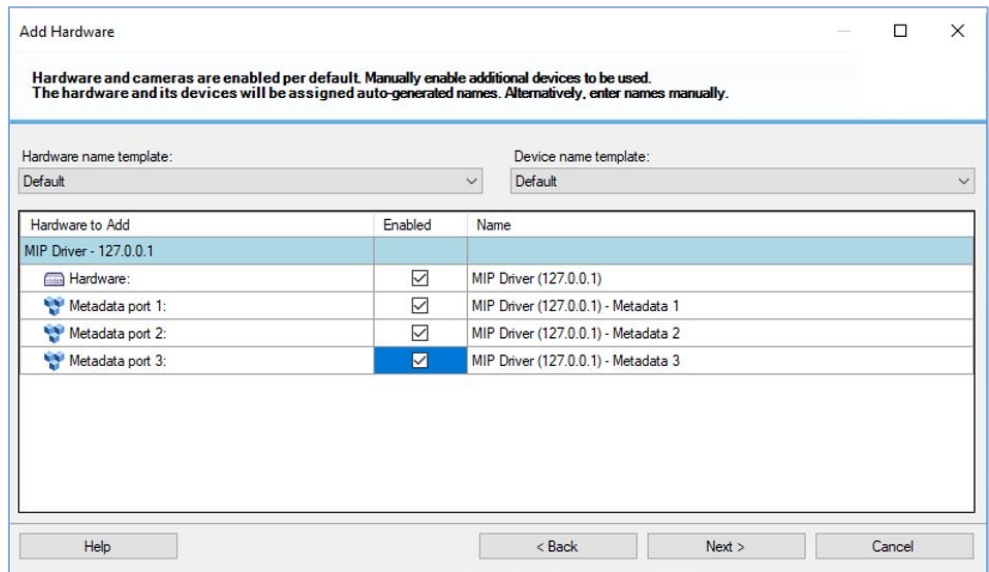 Add Hardware
Hardware and cameras are enabled per default. Manually enable additional devices to be used.
The hardware and its devices will be assigned auto-generated names. Alternatively, enter names manually.
Hardware name template:
Device name template:
Default
Default
Hardware to Add Enabled Name
MIP Driver - 127.0.0.1
Hardware: MIP Driver (127.0.0.1)
Metadata port 1: MIP Driver (127.0.0.1) - Metadata 1
Metadata port 2: MIP Driver (127.0.0.1) - Metadata 2
Metadata port 3: MIP Driver (127.0.0.1) - Metadata 3
Help < Back Next > Cancel